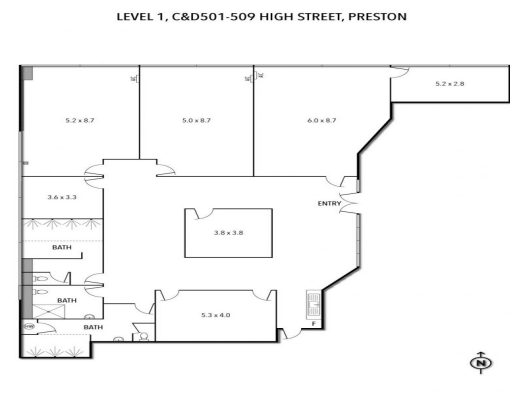 LEVEL 1, C&D501-509 HIGH STREET, PRESTON
5.2 x 2.8
5.2 x 8.7
5.0 x 8.7
6.0 x 8.7
3.6 x 3.3
ENTRY
3.8 x 3.8
BATH
BATH
5.3 x 4.0
F
BATH
N